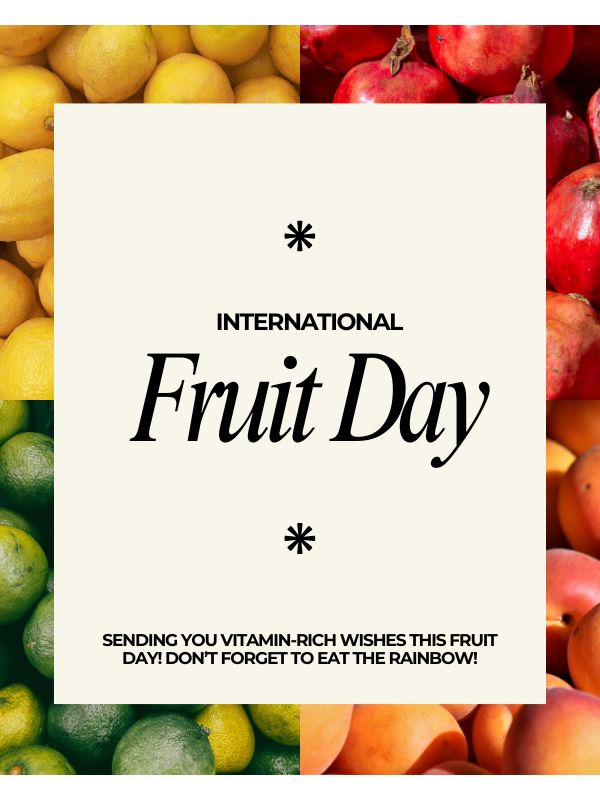 INTERNATIONAL
Fruit Day
SENDING YOU VITAMIN-RICH WISHES THIS FRUIT
DAY! DON'T FORGET TO EAT THE RAINBOW!